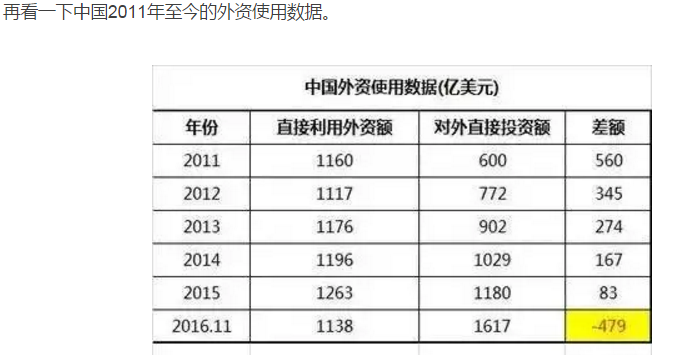 再看一下中国2011年至今的外资使用数据。
中国外资使用数据(亿美元)
年份 直接利用外资额 对外直接投资额 差额
2011 1160 600 560
2012 1117 772 345
2013 1176 902 274
2014 1196 1029 167
2015 1263 1180 83
2016.11 1138 1617 -479